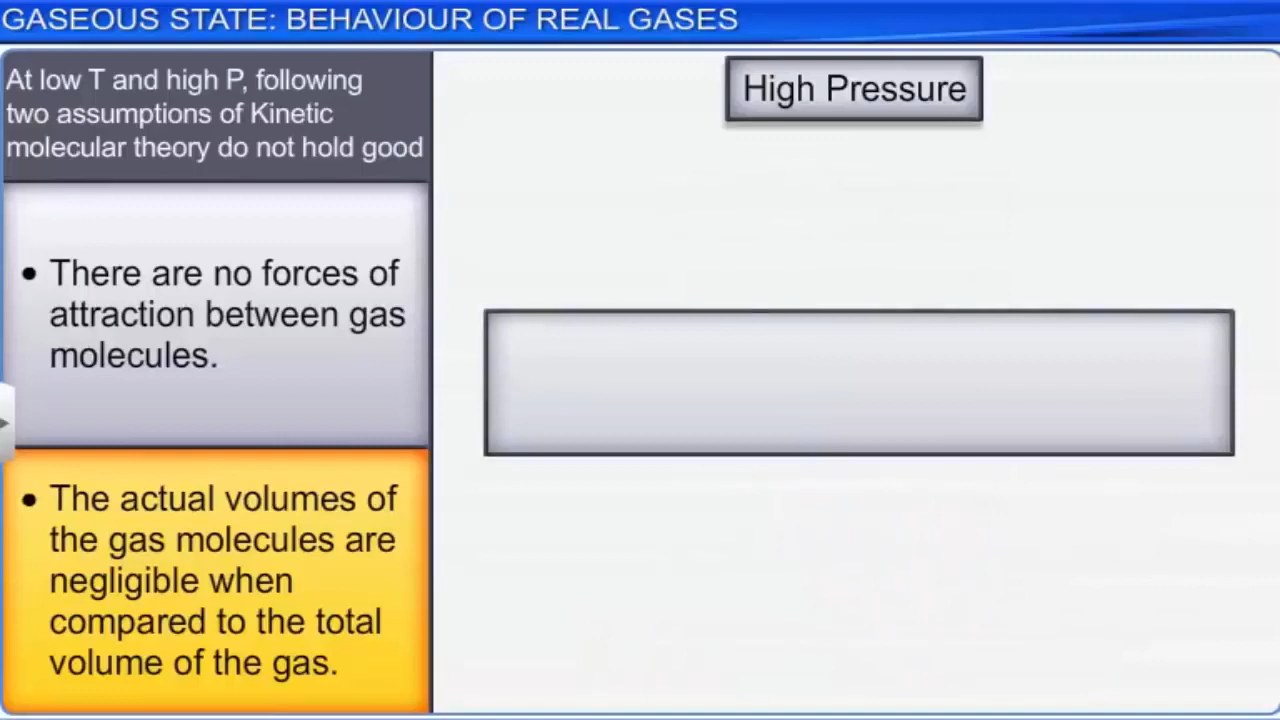 GASEOUS STATE: BEHAVIOUR OF REAL GASES
At low T and high P, following
two assumptions of Kinetic
molecular theory do not hold good
• There are no forces of
attraction between gas
molecules.
• The actual volumes of
the gas molecules are
negligible when
compared to the total
volume of the gas.
High Pressure